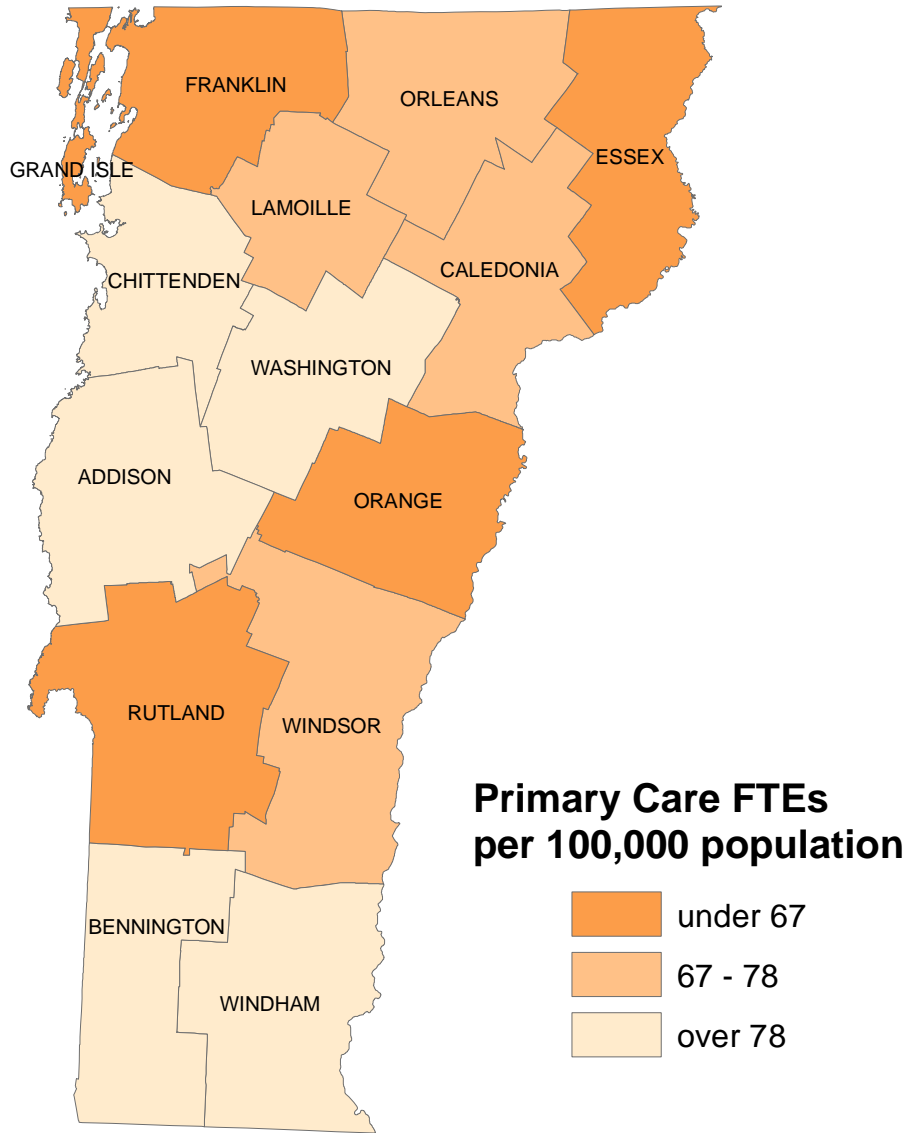 FRANKLIN
ORLEANS
ESSEX
GRAND ISLE
LAMOILLE
CALEDONIA
CHITTENDEN
WASHINGTON
ADDISON
ORANGE
RUTLAND
WINDSOR
Primary Care FTEs
per 100,000 population
under 67
67 - 78
over 78
BENNINGTON
WINDHAM